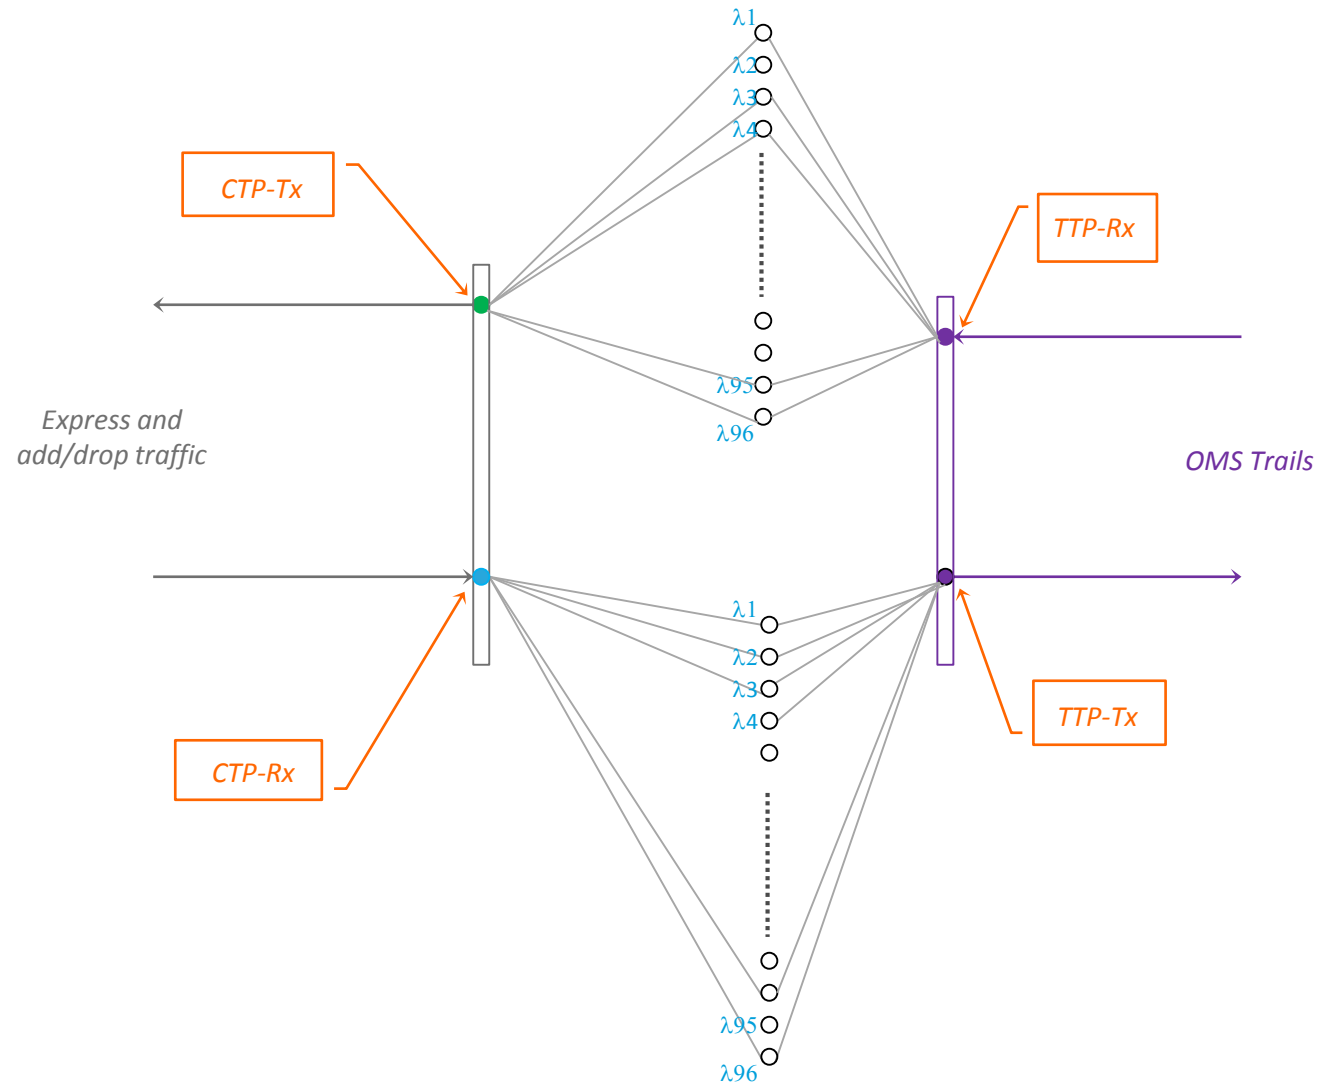 λ1
λ2
λ3
λ4
CTP-Tx
TTP-Rx
λ95
λ96
Express and
add/drop traffic
OMS Trails
λ1
λ2
λ3
λ4
TTP-Tx
CTP-Rx
λ95
λ96